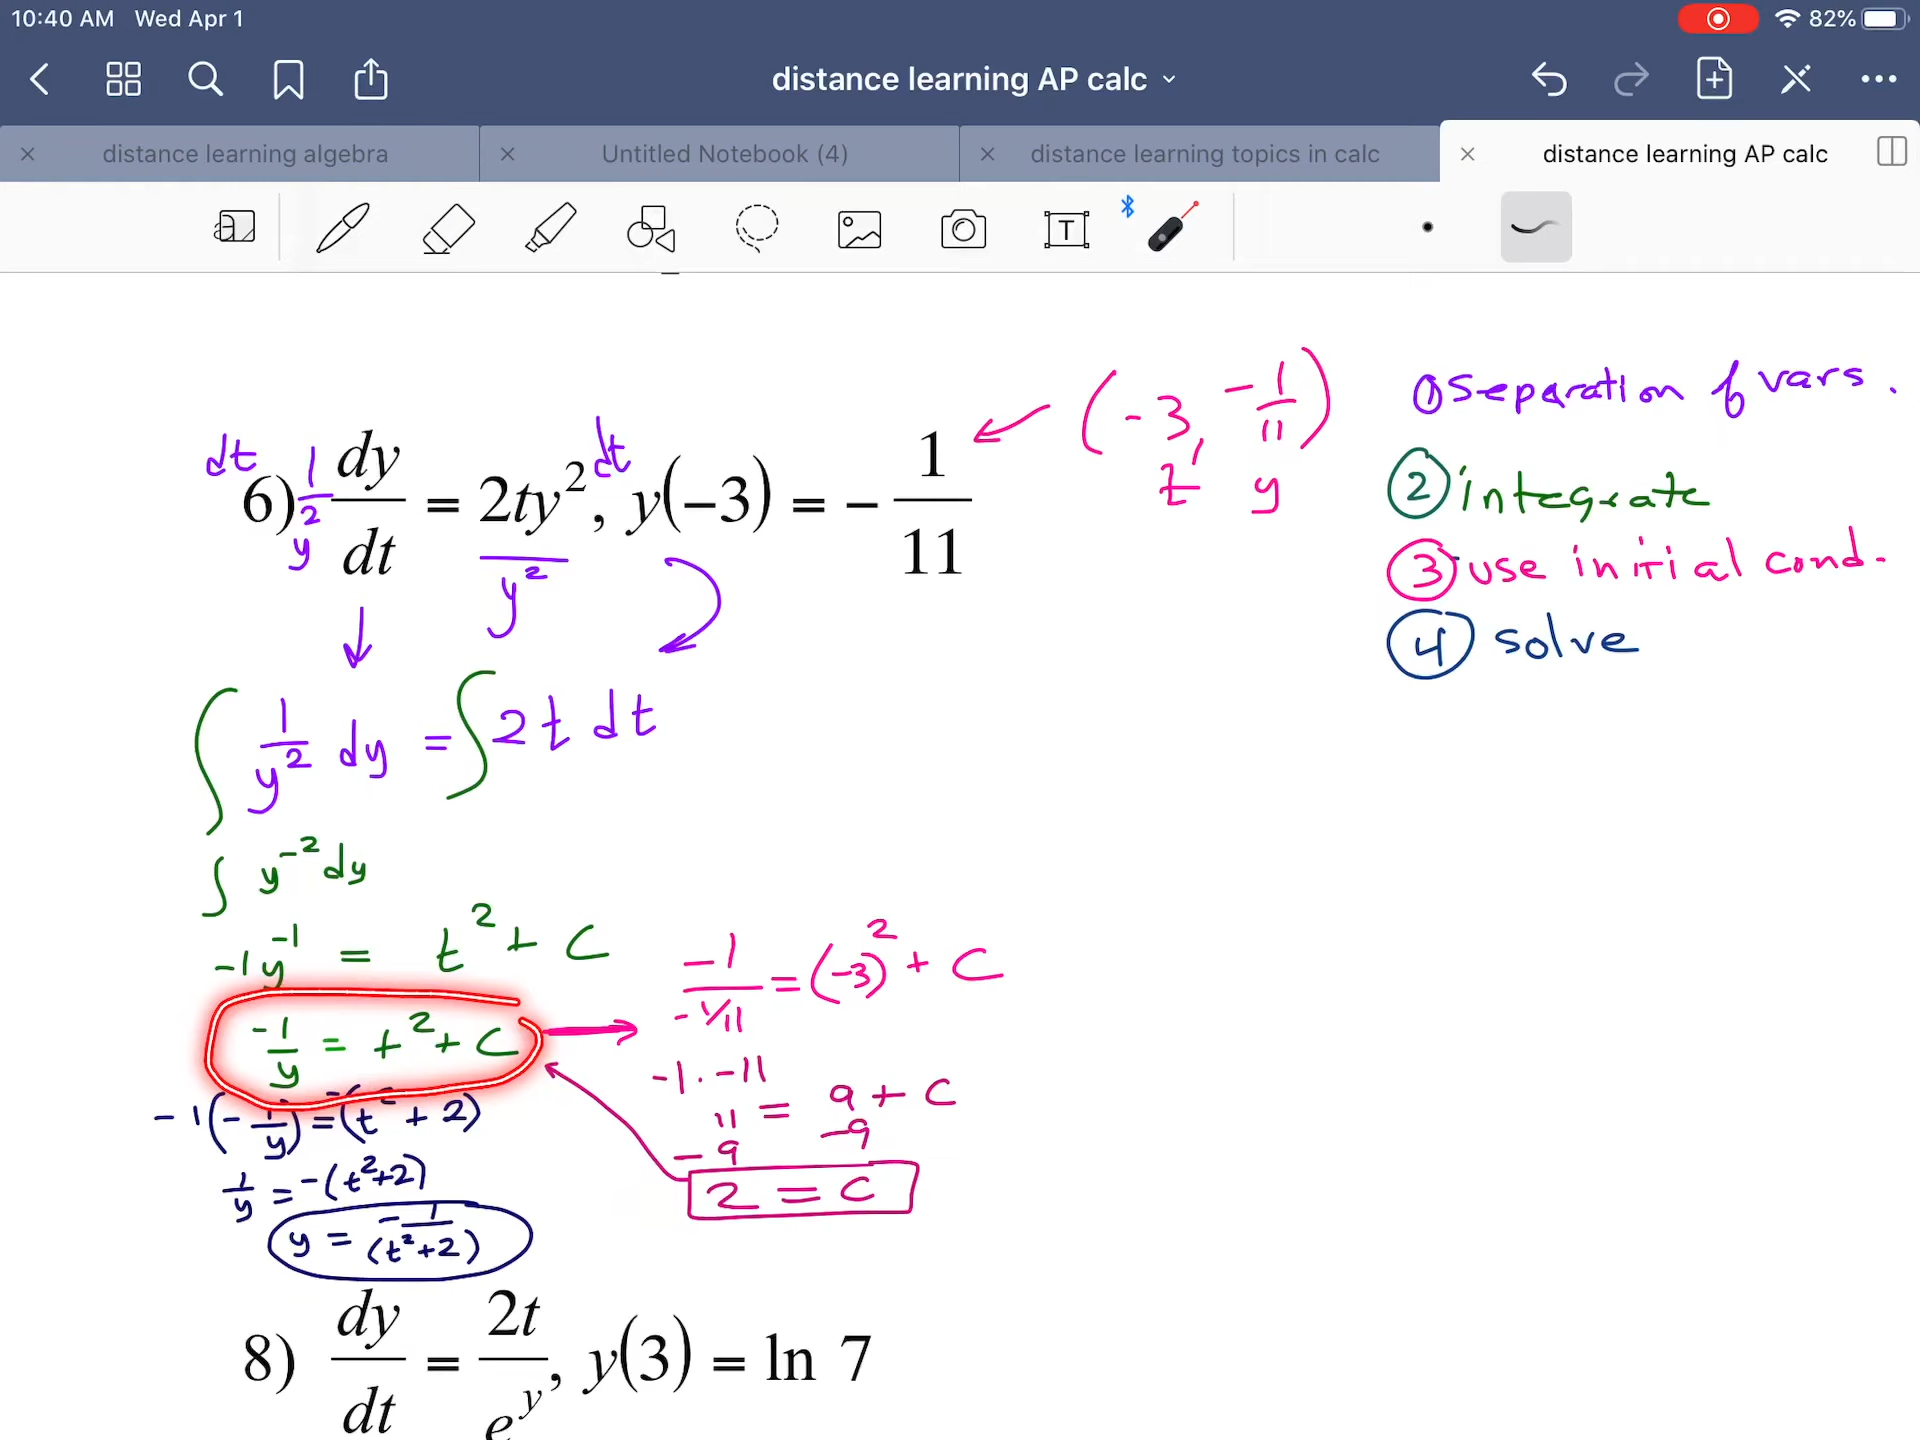 10:40 AM Wed Apr 1
82%
distance learning AP calc
distance learning algebra
Untitled Notebook (4)
distance learning topics in calc
distance learning AP calc
T
dt 6) 1/y² dy/dt = 2ty²/y² dt, y(−3) = − 1/11
(-3, -1/11)
t y
① Separation of vars.
② integrate
③ use initial cond.
④ solve
∫ 1/y² dy = ∫ 2t dt
∫ y⁻² dy
-1y⁻¹ = t² + C
-1/y = t² + C
-1/-1/11 = (-3)² + C
-1 · -11
11 = 9 + C
-9 -9
2 = C
-1(-1/y) = -(t² + 2)
1/y = -(t²+2)
y = -1/(t²+2)
8) dy/dt = 2t/e^y, y(3) = ln 7